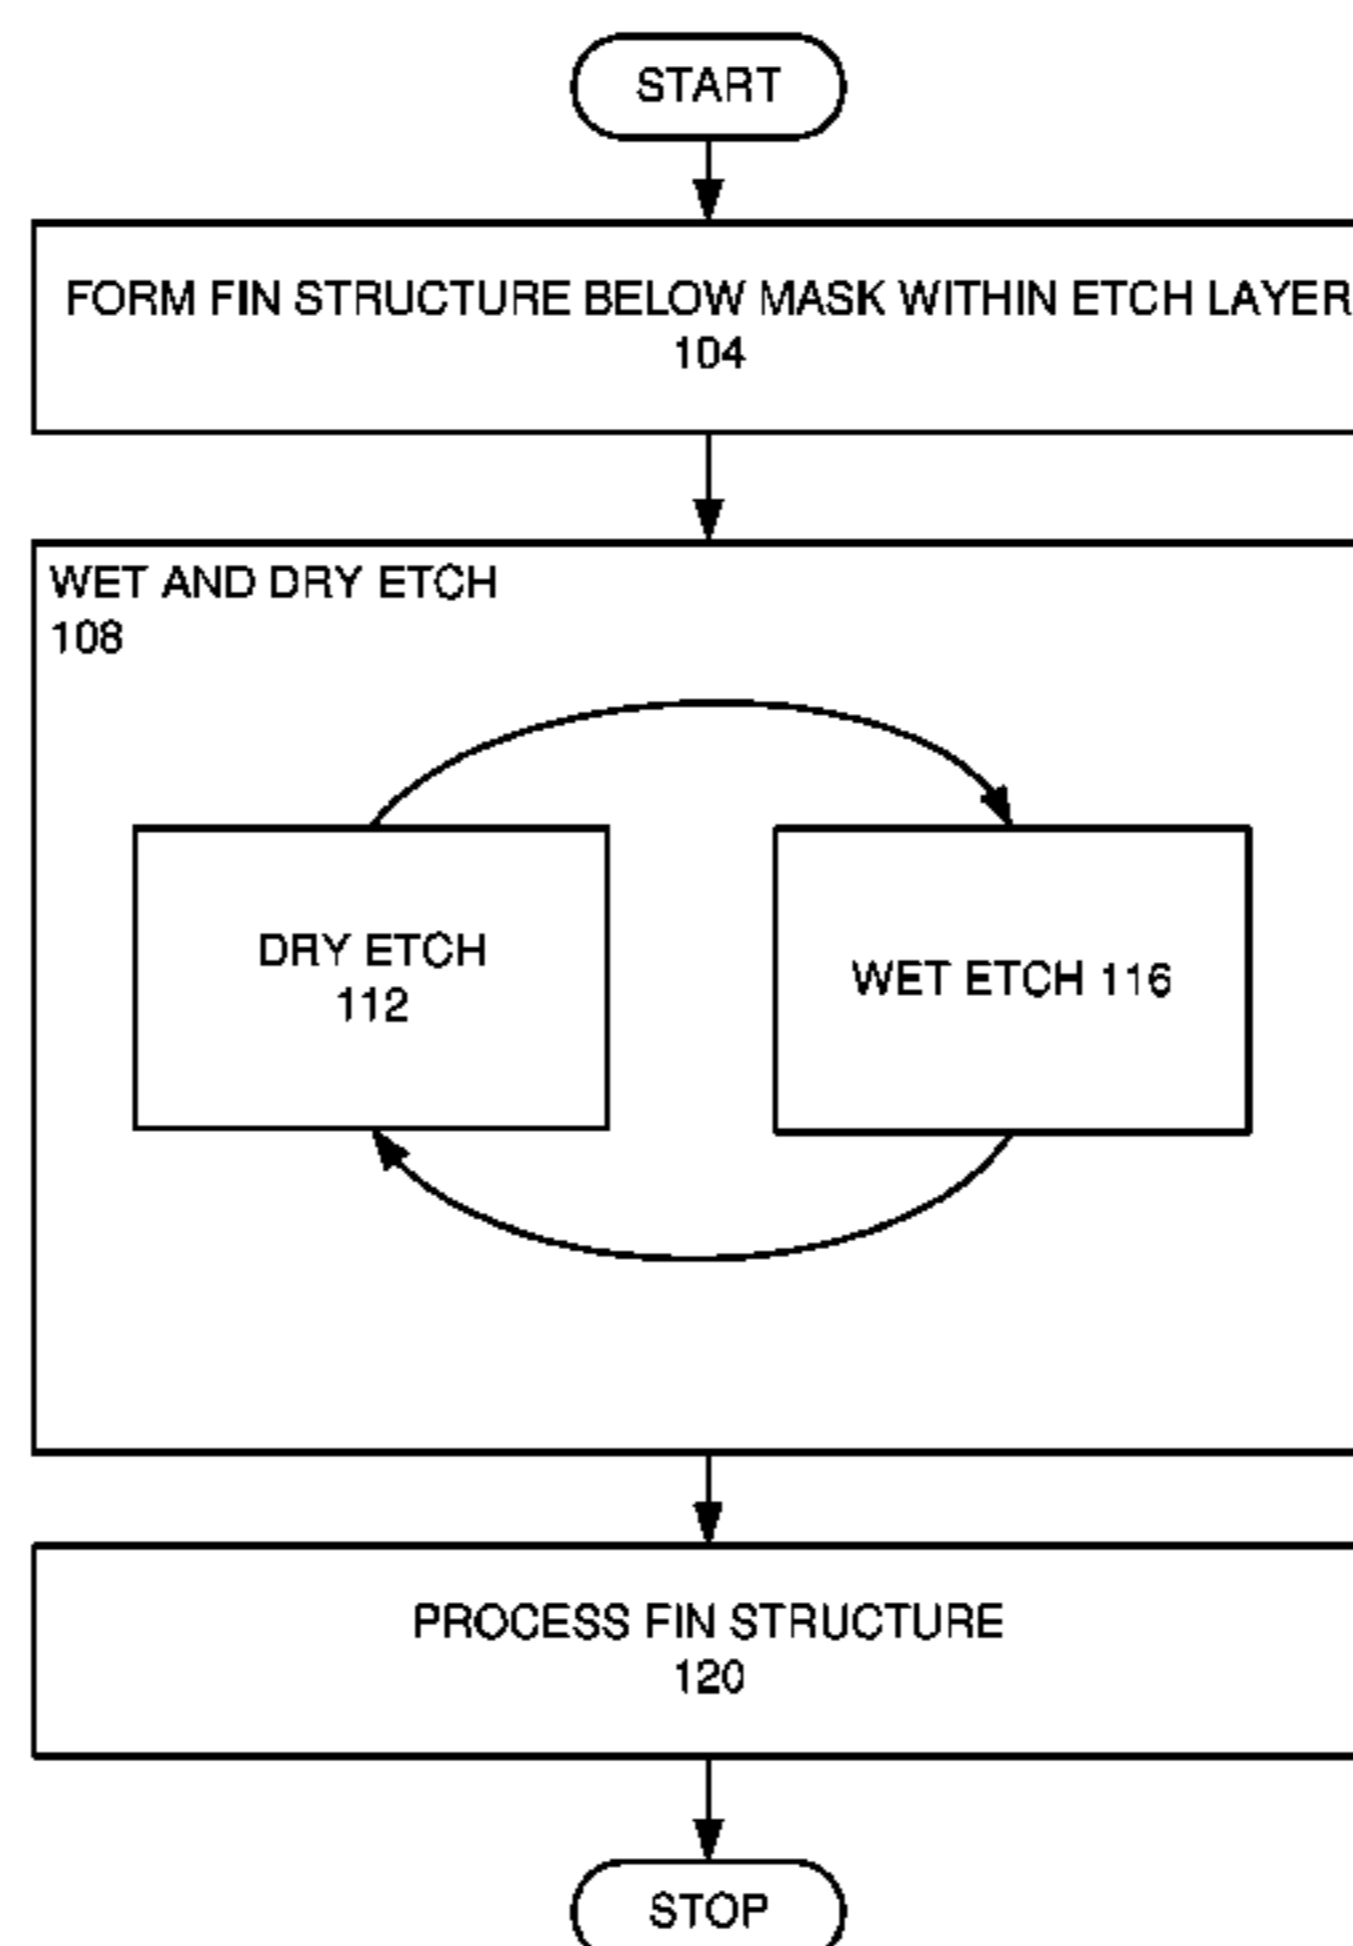 START
FORM FIN STRUCTURE BELOW MASK WITHIN ETCH LAYER
104
WET AND DRY ETCH
108
DRY ETCH
112
WET ETCH 116
PROCESS FIN STRUCTURE
120
STOP